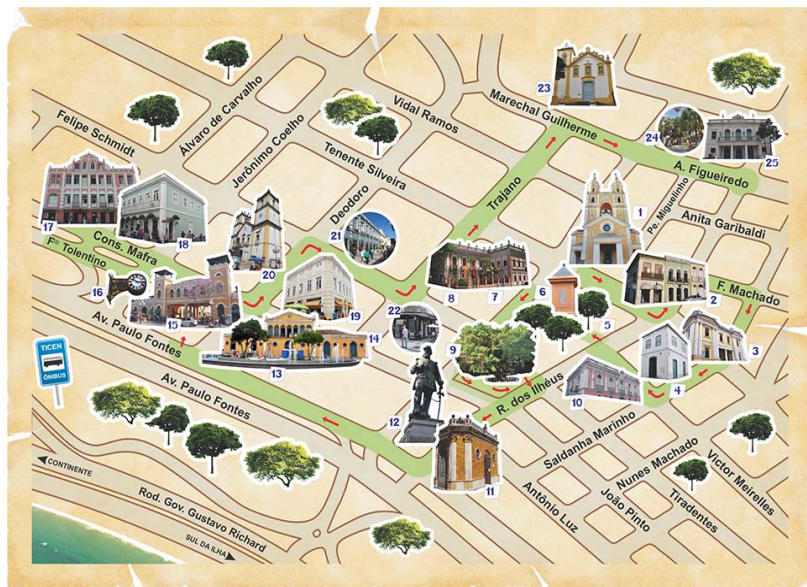 23
Marechal Guilherme
24
25
A. Figueiredo
Álvaro de Carvalho
Vidal Ramos
Felipe Schmidt
Jerônimo Coelho
Tenente Silveira
Trajano
Pe. Miguelinho
1
Anita Garibaldi
Deodoro
21
17
18
20
Cons. Mafra
Fco Tolentino
16
15
19
8
7
6
2
F. Machado
22
14
13
9
5
3
4
10
Av. Paulo Fontes
TICEN
ÔNIBUS
Av. Paulo Fontes
12
R. dos Ilhéus
11
Saldanha Marinho
Nunes Machado
Victor Meirelles
Antônio Luz
João Pinto
Tiradentes
CONTINENTE
Rod. Gov. Gustavo Richard
SUL DA ILHA